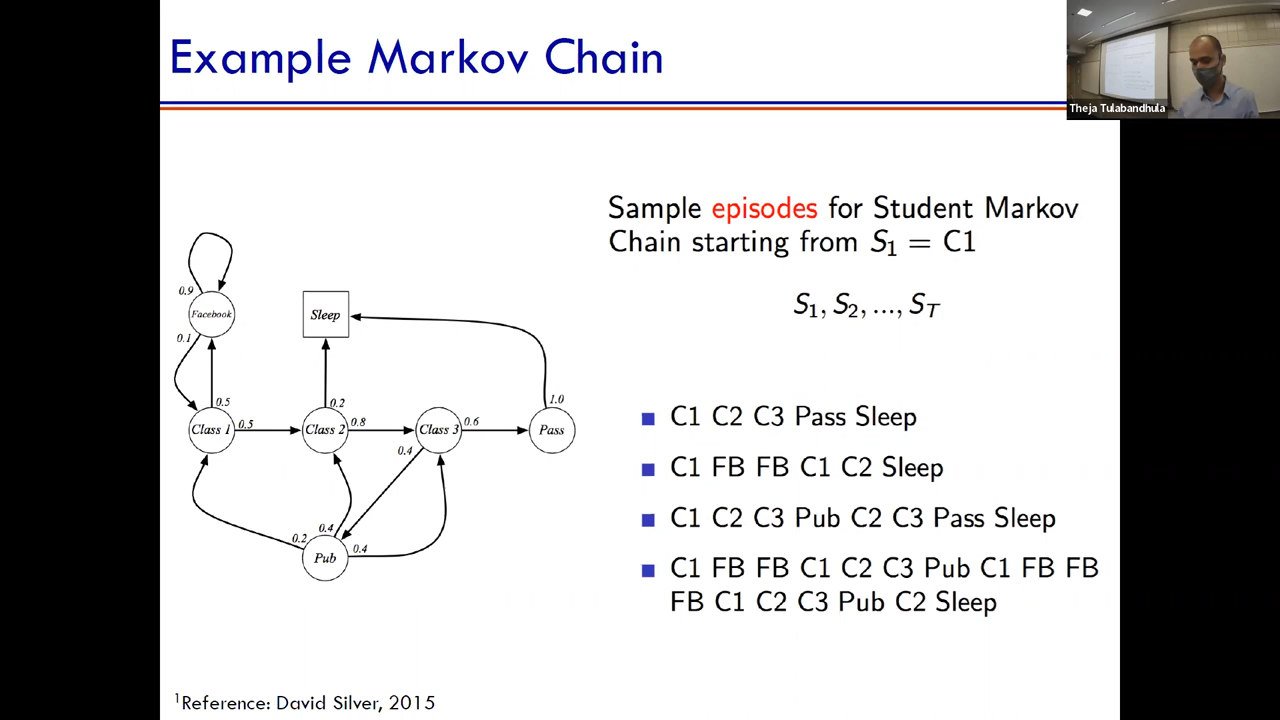 Example Markov Chain
Theja Tulabandhula
Sample episodes for Student Markov
Chain starting from S₁ = C1
S₁, S₂, ..., S_T
0.9
Facebook
0.1
Sleep
0.5
0.2
1.0
Class 1
0.5
Class 2
0.8
Class 3
0.6
Pass
0.4
0.2
0.4
0.4
Pub
C1 C2 C3 Pass Sleep
C1 FB FB C1 C2 Sleep
C1 C2 C3 Pub C2 C3 Pass Sleep
C1 FB FB C1 C2 C3 Pub C1 FB FB
FB C1 C2 C3 Pub C2 Sleep
¹Reference: David Silver, 2015